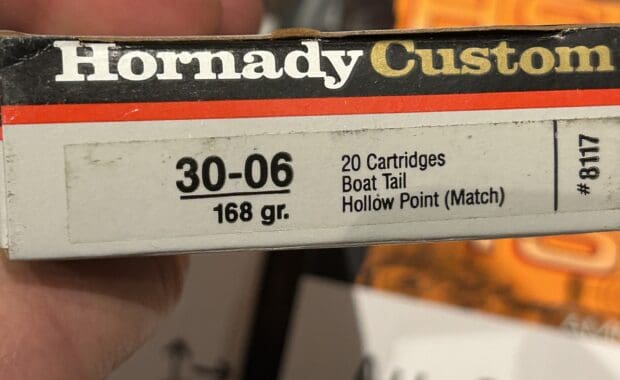 Hornady Custom
30-06
168 gr.
20 Cartridges
Boat Tail
Hollow Point (Match)
#8117